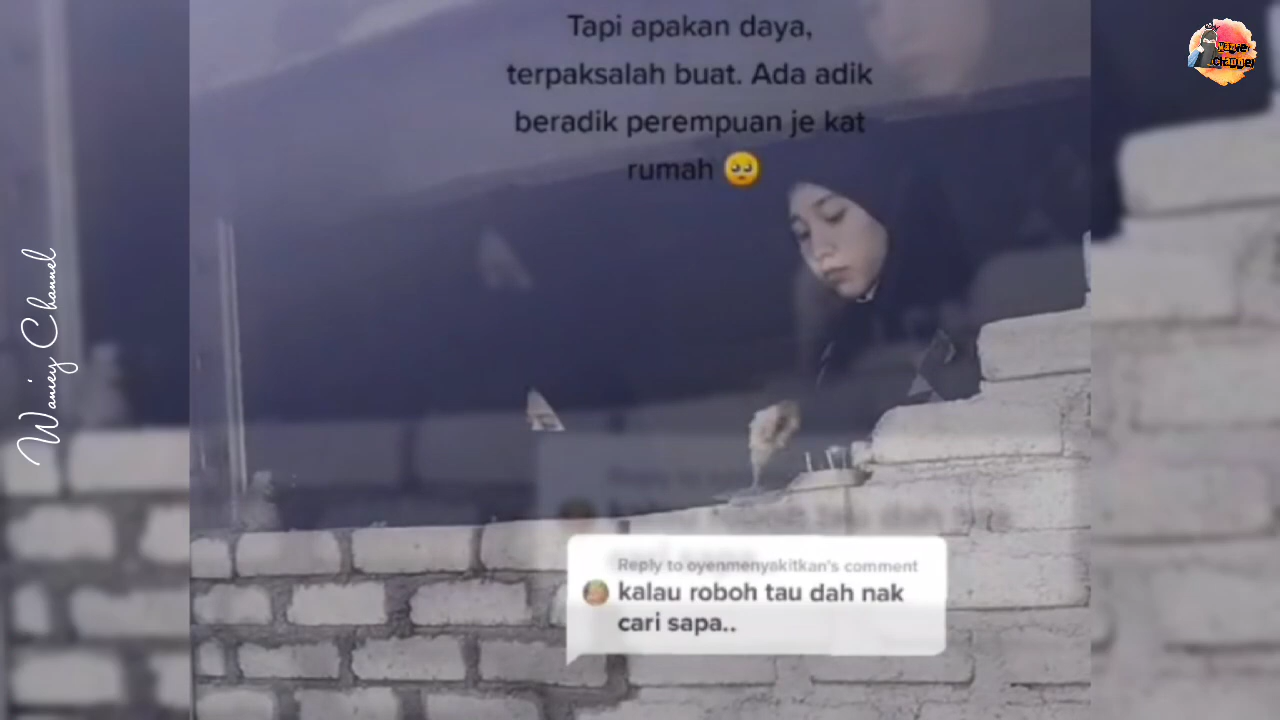 Tapi apakan daya,
terpaksalah buat. Ada adik
beradik perempuan je kat
rumah 🥺
Waniey Channel
Reply to oyenmenyakitkan's comment
kalau roboh tau dah nak
cari sapa..